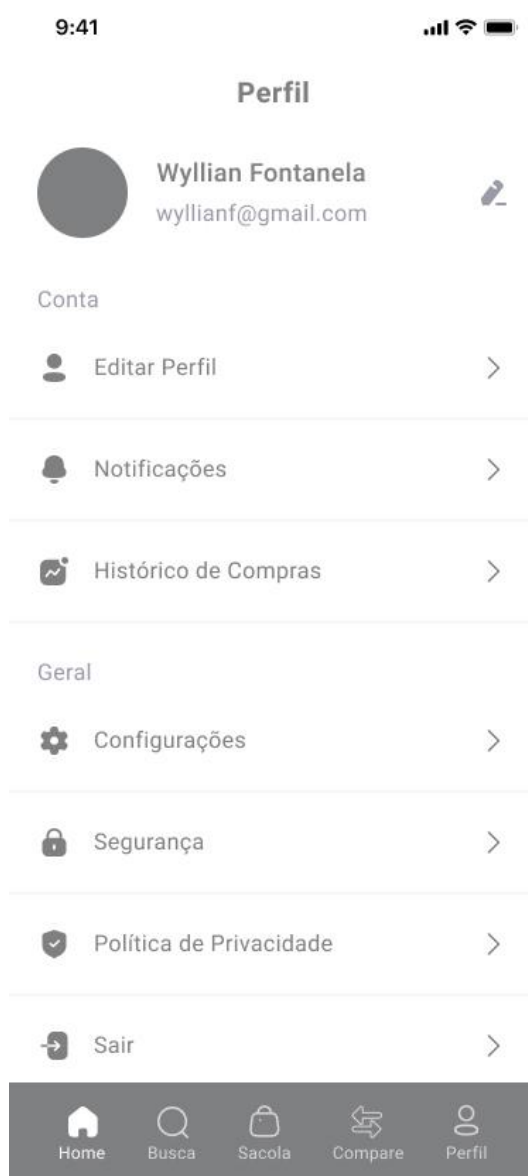 9:41
Perfil
Wyllian Fontanela
wyllianf@gmail.com
Conta
Editar Perfil
Notificações
Histórico de Compras
Geral
Configurações
Segurança
Política de Privacidade
Sair
Home Busca Sacola Compare Perfil